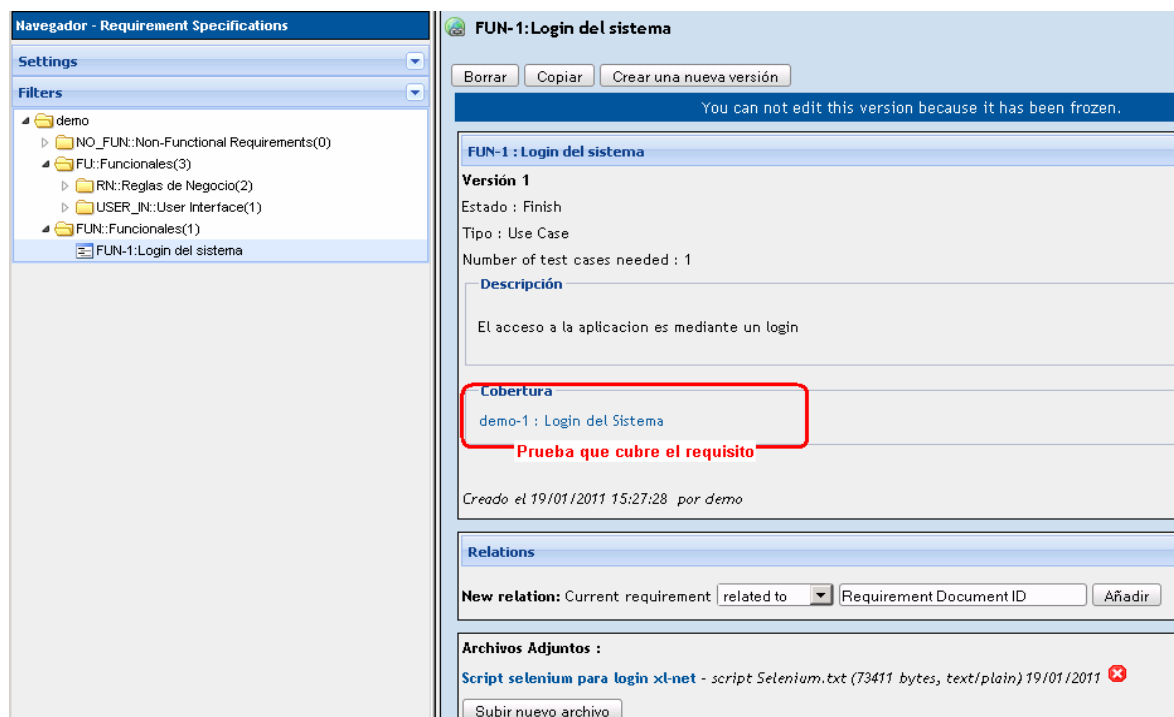 Navegador - Requirement Specifications
Settings
Filters
demo
NO_FUN::Non-Functional Requirements(0)
FU::Funcionales(3)
RN::Reglas de Negocio(2)
USER_IN::User Interface(1)
FUN::Funcionales(1)
FUN-1:Login del sistema
FUN-1:Login del sistema
Borrar Copiar Crear una nueva versión
You can not edit this version because it has been frozen.
FUN-1 : Login del sistema
Versión 1
Estado : Finish
Tipo : Use Case
Number of test cases needed : 1
Descripción
El acceso a la aplicacion es mediante un login
Cobertura
demo-1 : Login del Sistema
Prueba que cubre el requisito
Creado el 19/01/2011 15:27:28 por demo
Relations
New relation: Current requirement related to Requirement Document ID Añadir
Archivos Adjuntos :
Script selenium para login xl-net - script Selenium.txt (73411 bytes, text/plain) 19/01/2011
Subir nuevo archivo